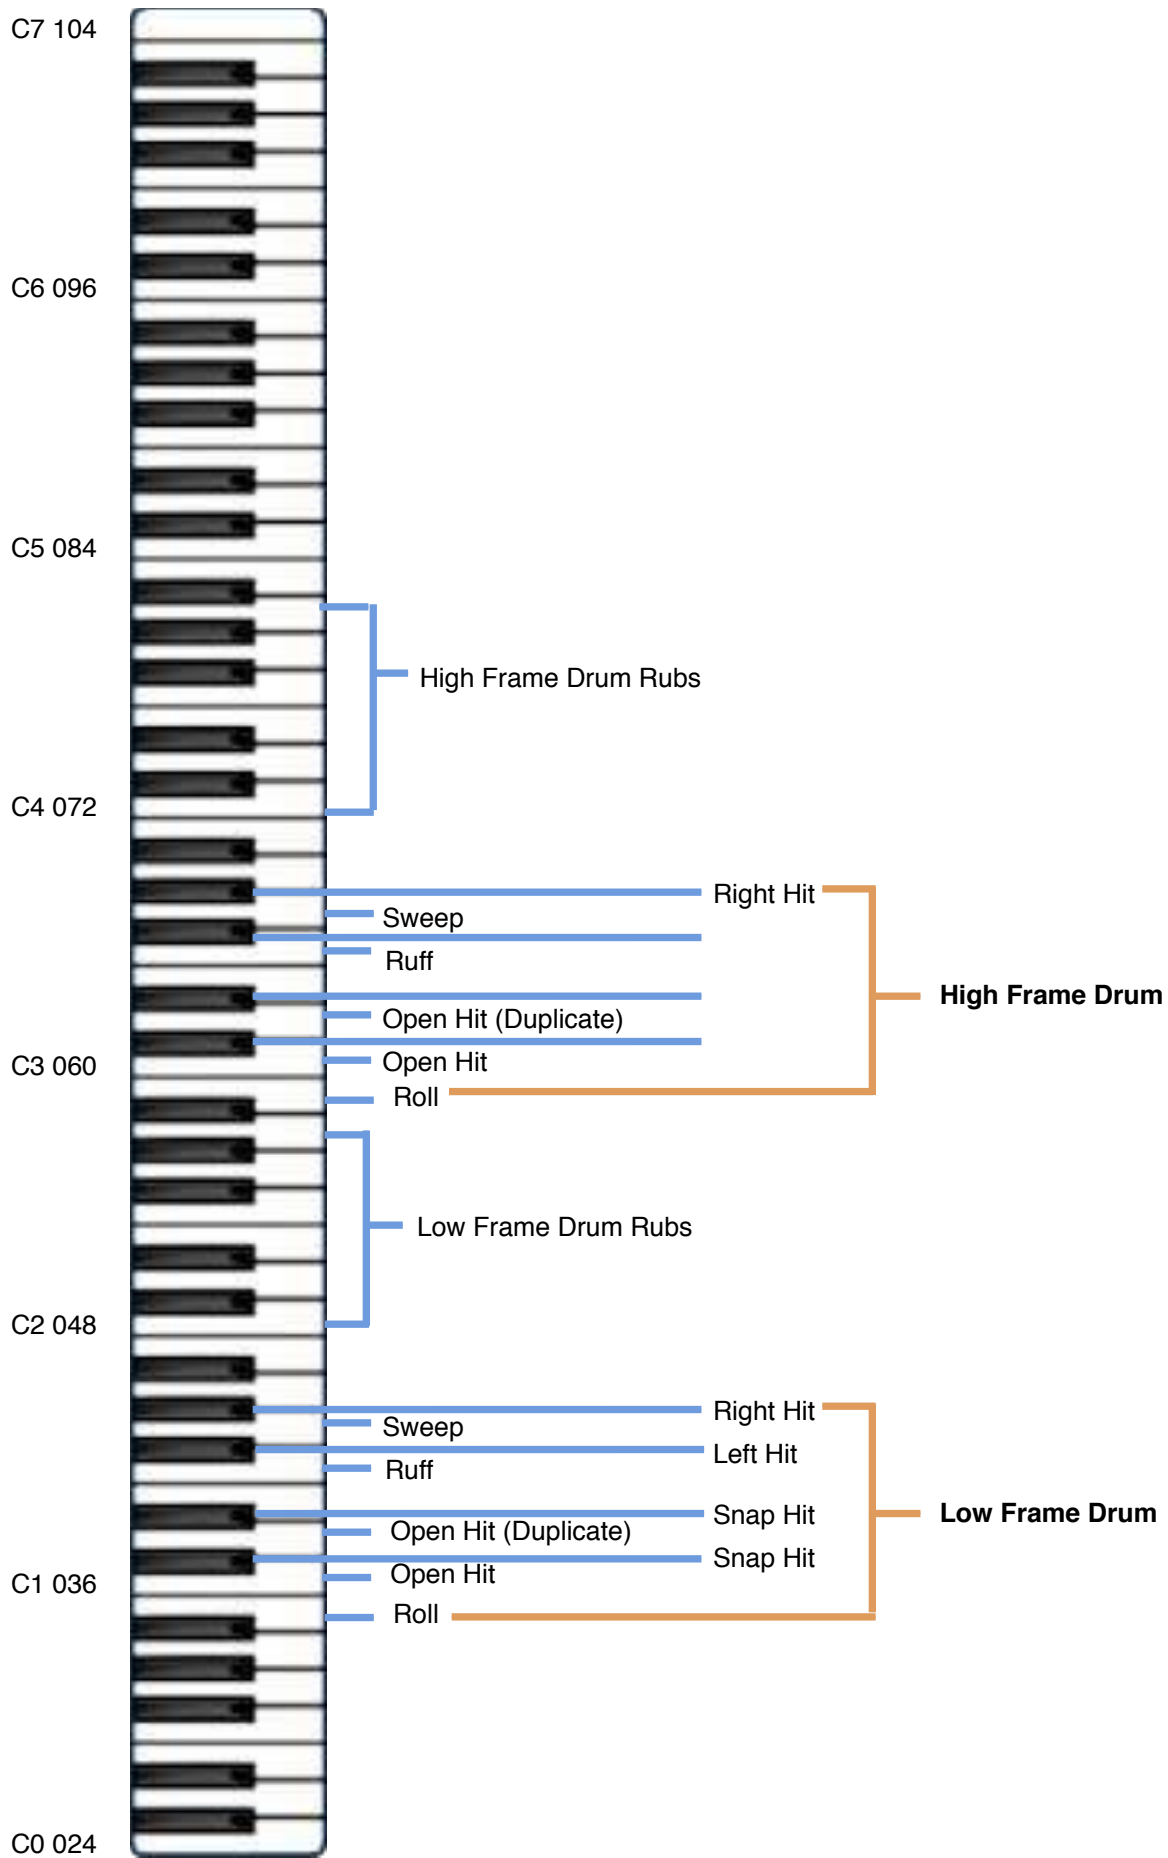 C7 104
C6 096
C5 084
High Frame Drum Rubs
C4 072
Right Hit
Sweep
Ruff
High Frame Drum
Open Hit (Duplicate)
Open Hit
C3 060
Roll
Low Frame Drum Rubs
C2 048
Right Hit
Sweep
Left Hit
Ruff
Snap Hit
Low Frame Drum
Open Hit (Duplicate)
Snap Hit
Open Hit
C1 036
Roll
C0 024